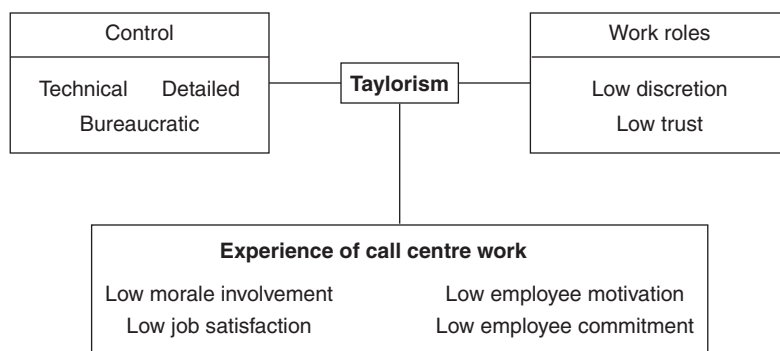 Control
Technical Detailed
Bureaucratic
Taylorism
Work roles
Low discretion
Low trust
Experience of call centre work
Low morale involvement Low employee motivation
Low job satisfaction Low employee commitment